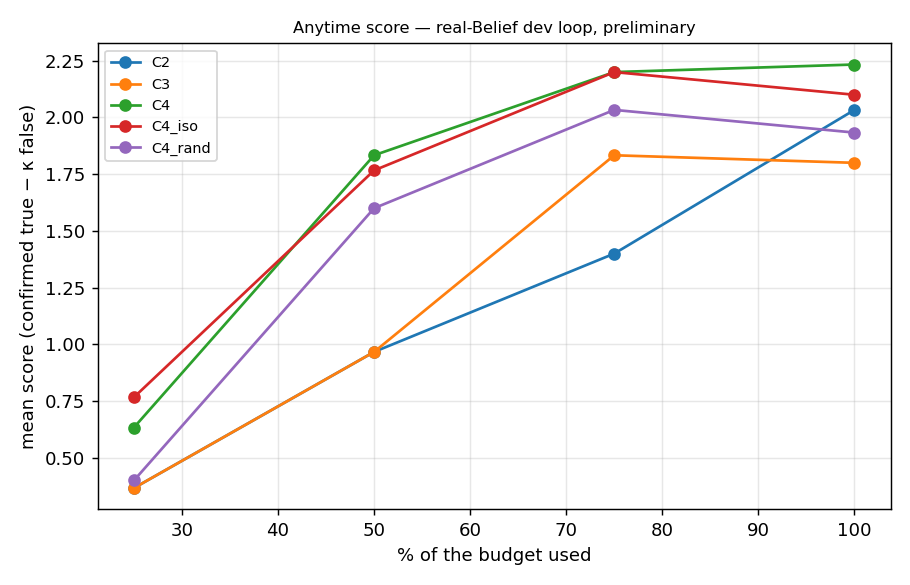 Anytime score — real-Belief dev loop, preliminary
mean score (confirmed true − κ false)
2.25
2.00
1.75
1.50
1.25
1.00
0.75
0.50
C2
C3
C4
C4_iso
C4_rand
30 40 50 60 70 80 90 100
% of the budget used